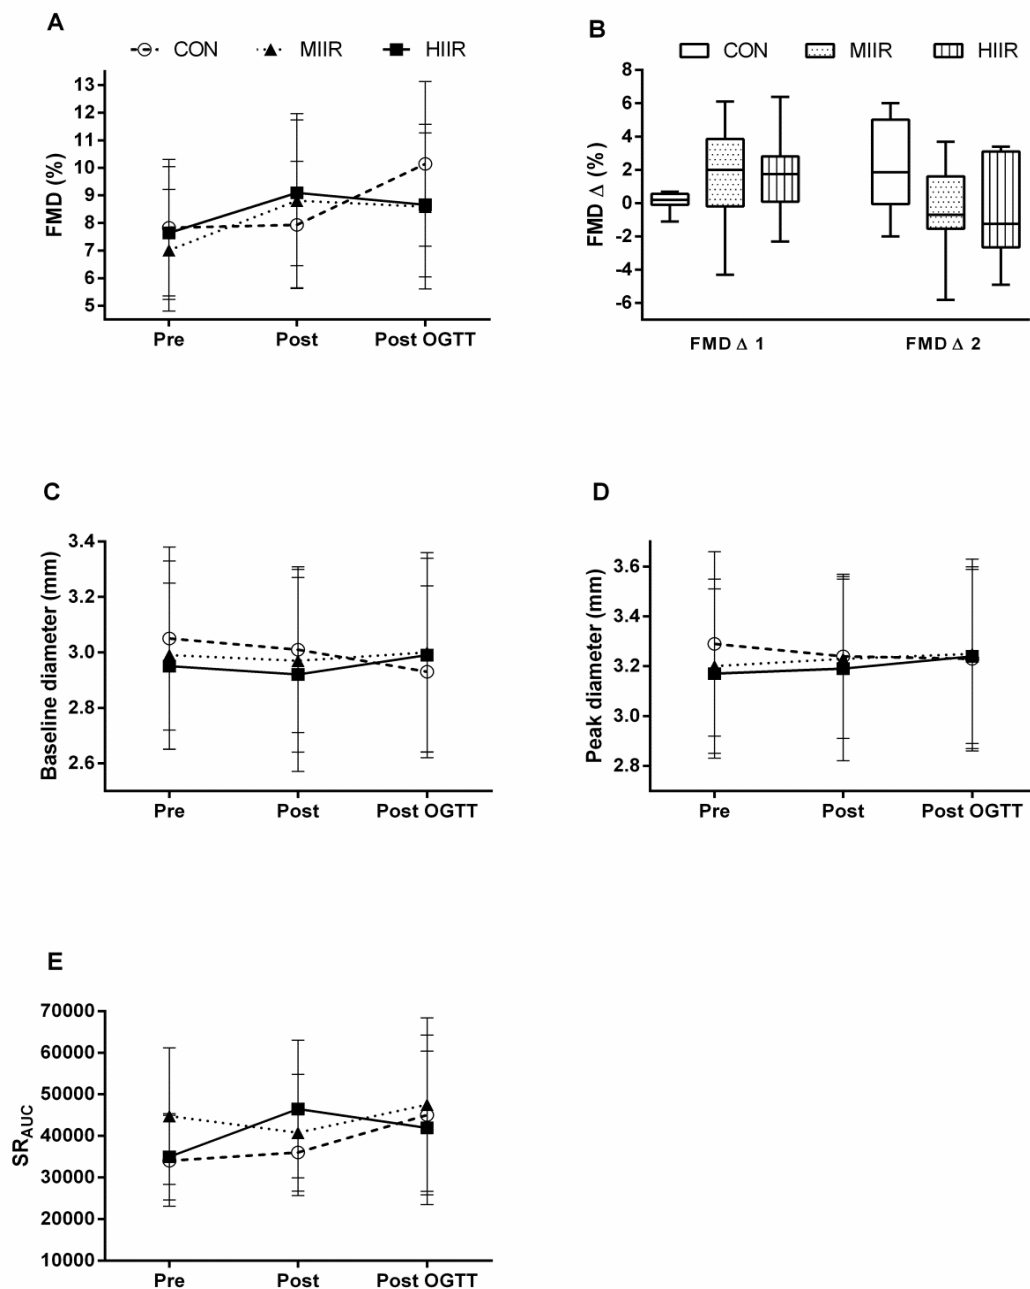 A
CON MIIR HIIR
FMD (%)
13
12
11
10
9
8
7
6
5
Pre Post Post OGTT
B
CON MIIR HIIR
FMD Δ (%)
8
6
4
2
0
-2
-4
-6
FMD Δ 1 FMD Δ 2
C
Baseline diameter (mm)
3.4
3.2
3.0
2.8
2.6
Pre Post Post OGTT
D
Peak diameter (mm)
3.6
3.4
3.2
3.0
2.8
Pre Post Post OGTT
E
SRAUC
70000
60000
50000
40000
30000
20000
10000
Pre Post Post OGTT